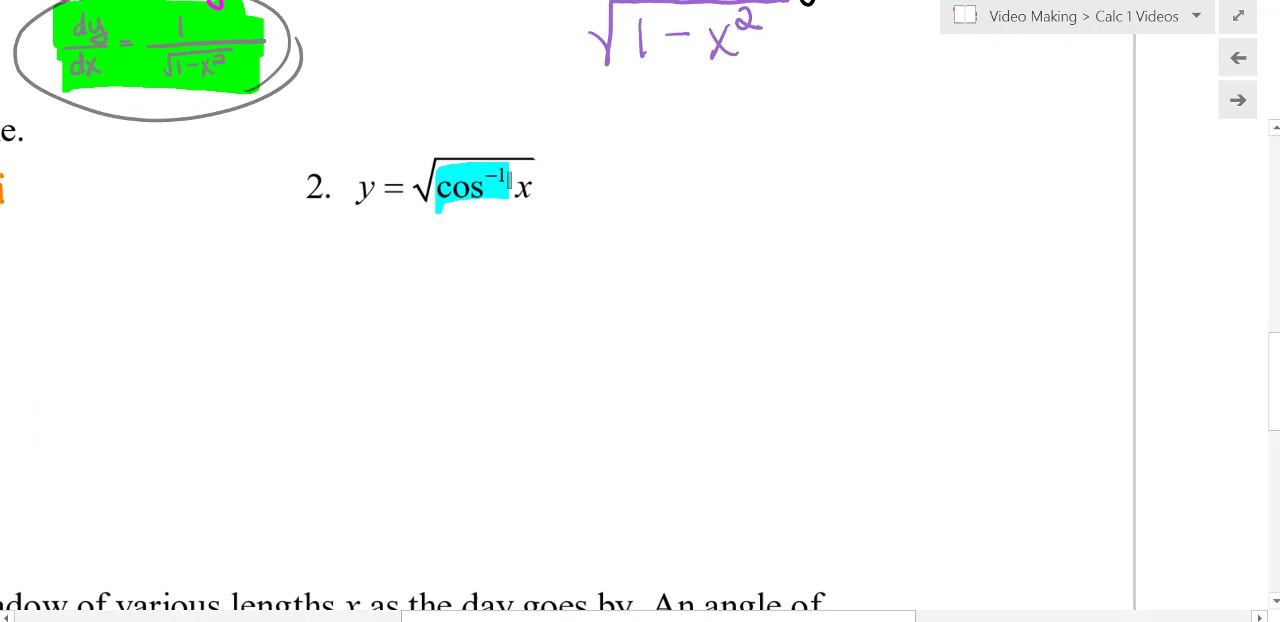 Video Making > Calc 1 Videos
dy/dx = 1/√(1-x²)
√(1-x²)
e.
2. y = √(cos⁻¹ x)
ndow of various lengths x as the day goes by. An angle of